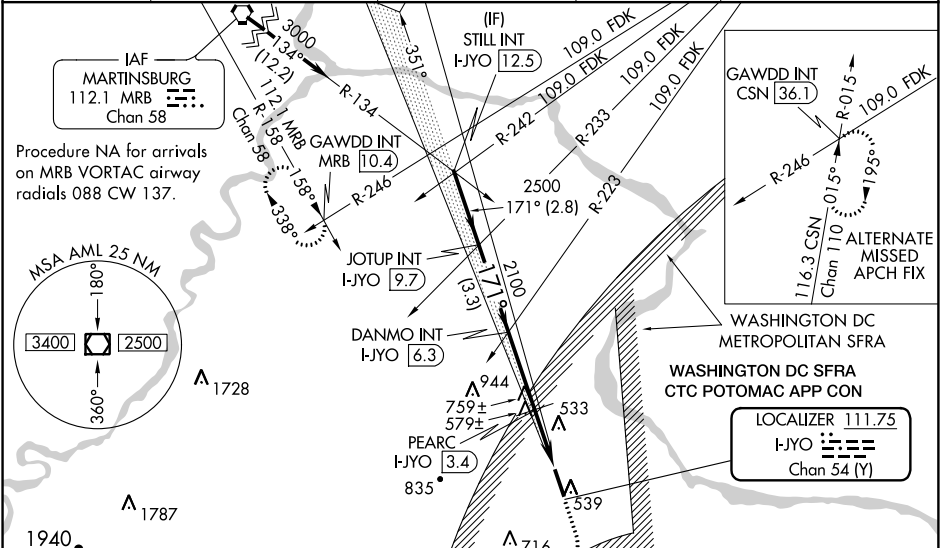 IAF
MARTINSBURG
112.1 MRB
Chan 58
Procedure NA for arrivals
on MRB VORTAC airway
radials 088 CW 137.
3000
134°
(12.2)
R-134
112.1 MRB
R-158
Chan 58
158°
338°
GAWDD INT
MRB 10.4
R-246
351°
(IF)
STILL INT
I-JYO 12.5
109.0 FDK
109.0 FDK
109.0 FDK
109.0 FDK
R-242
R-233
R-223
2500
171° (2.8)
JOTUP INT
I-JYO 9.7
171°
2100
(3.3)
DANMO INT
I-JYO 6.3
944
759±
579±
533
PEARC
I-JYO 3.4
835
539
716
MSA AML 25 NM
180°
3400
2500
360°
1728
1787
1940
GAWDD INT
CSN 36.1
R-015
109.0 FDK
R-246
015°
195°
116.3 CSN
Chan 110
ALTERNATE
MISSED
APCH FIX
WASHINGTON DC
METROPOLITAN SFRA
WASHINGTON DC SFRA
CTC POTOMAC APP CON
LOCALIZER 111.75
I-JYO
Chan 54 (Y)